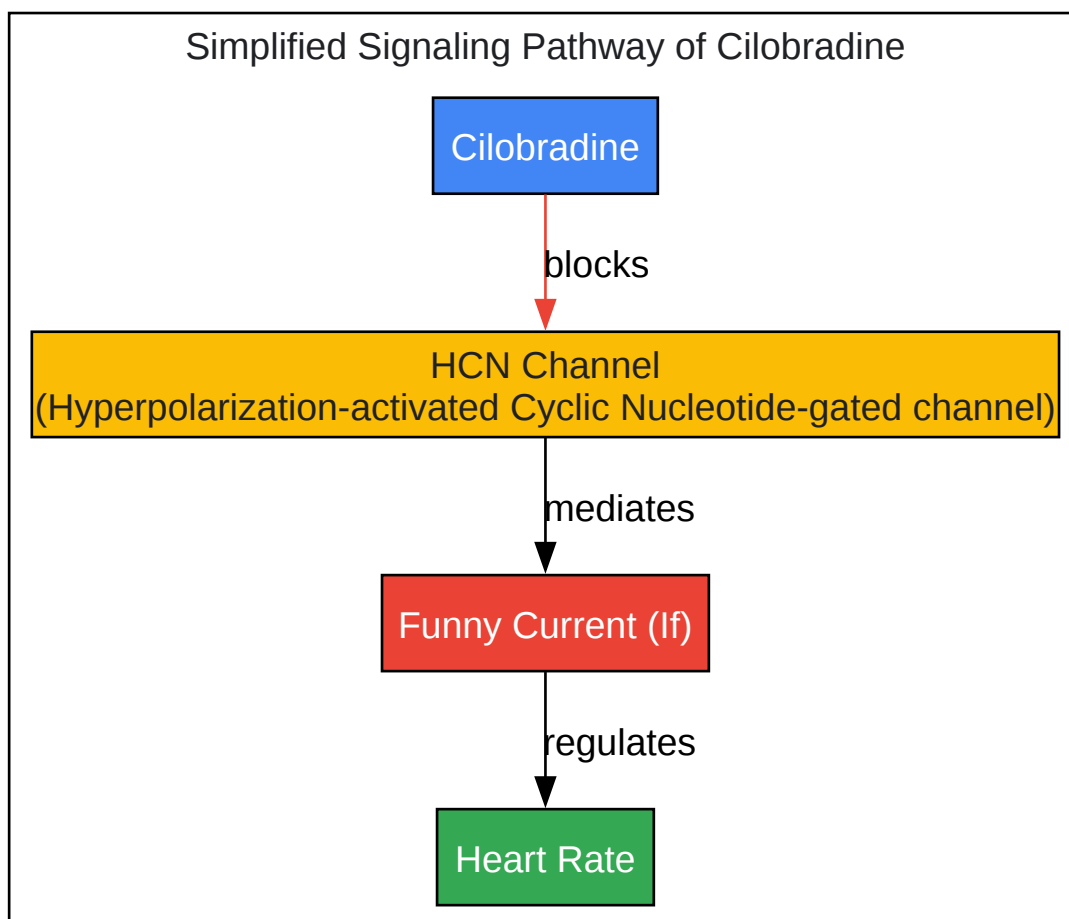 Simplified Signaling Pathway of Cilobradine
Cilobradine
blocks
HCN Channel
(Hyperpolarization-activated Cyclic Nucleotide-gated channel)
mediates
Funny Current (If)
regulates
Heart Rate